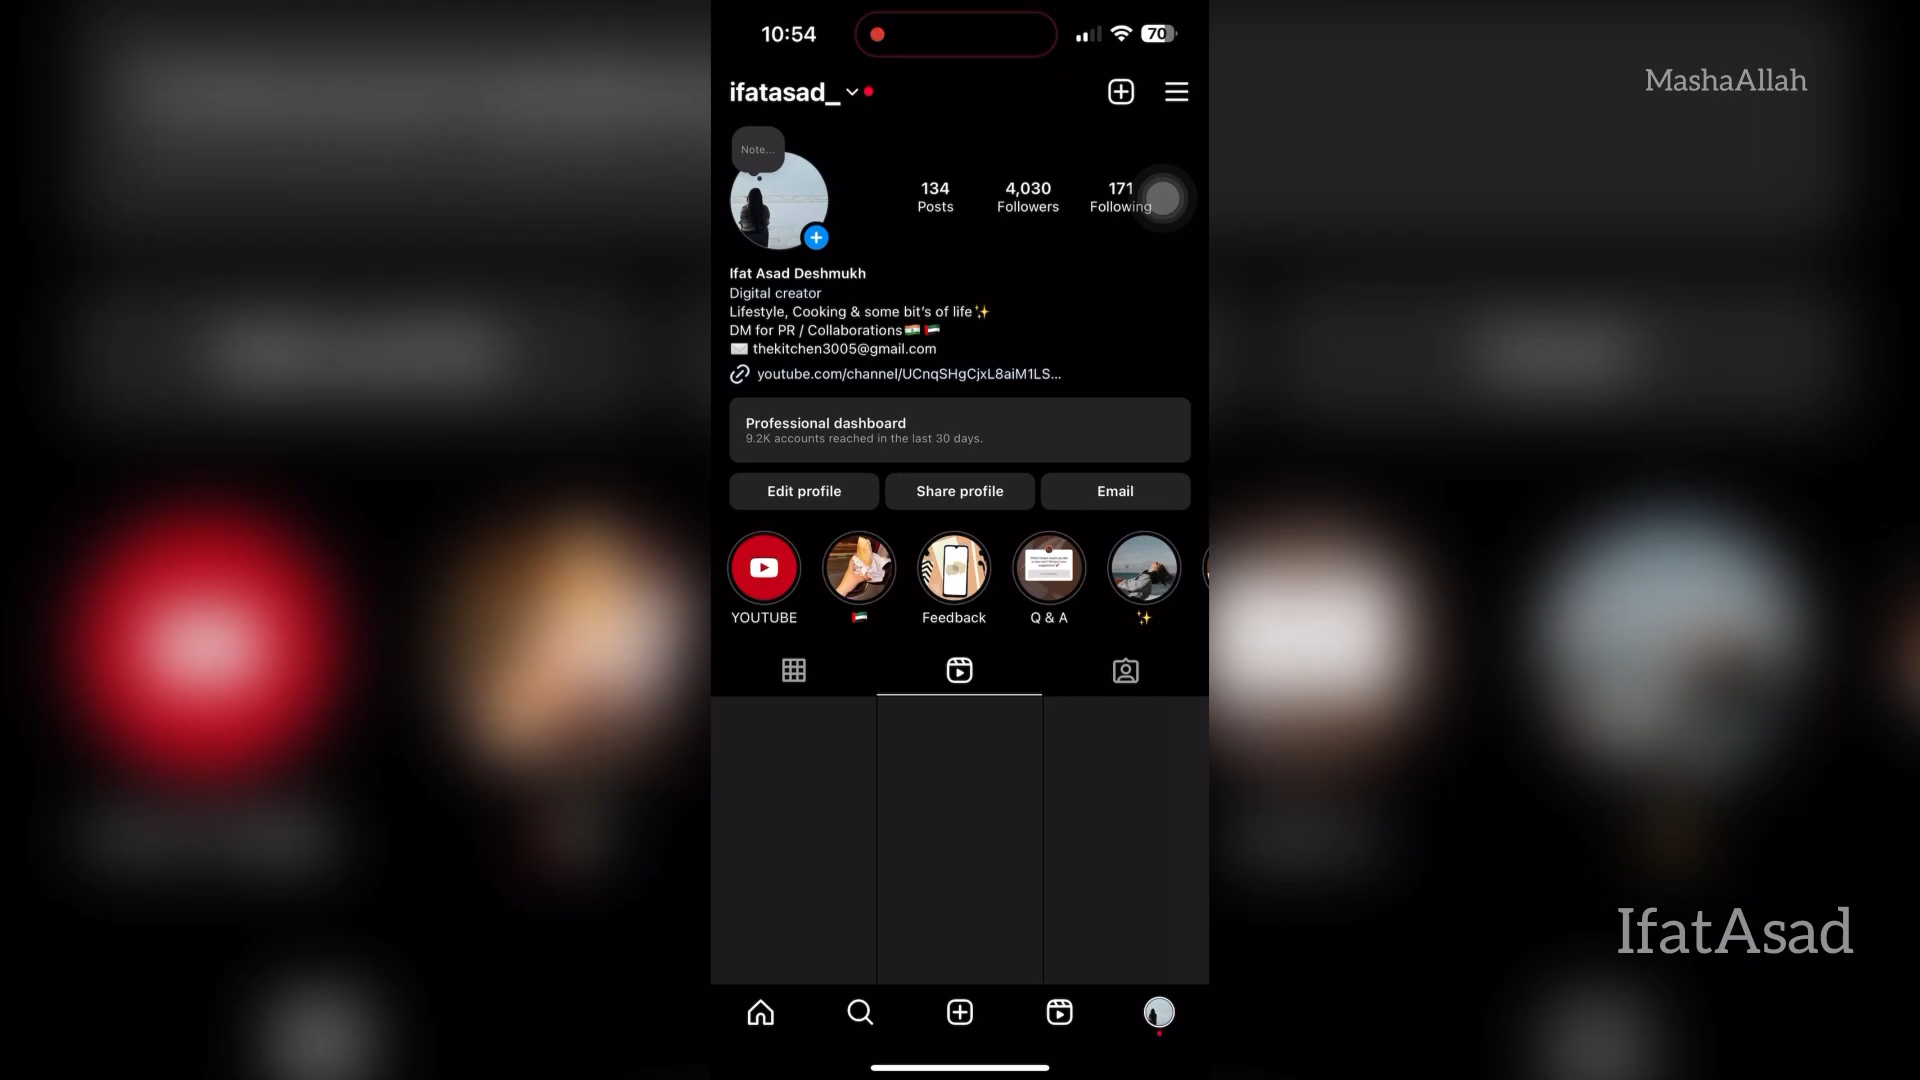 10:54
70
MashaAllah
ifatasad_
Note...
134
4,030
171
Posts
Followers
Following
Ifat Asad Deshmukh
Digital creator
Lifestyle, Cooking & some bit's of life✨
DM for PR / Collaborations🇮🇳🇦🇪
✉️ thekitchen3005@gmail.com
youtube.com/channel/UCnqSHgCjxL8aiM1LS...
Professional dashboard
9.2K accounts reached in the last 30 days.
Edit profile
Share profile
Email
YOUTUBE
🇦🇪
Feedback
Q & A
✨
IfatAsad